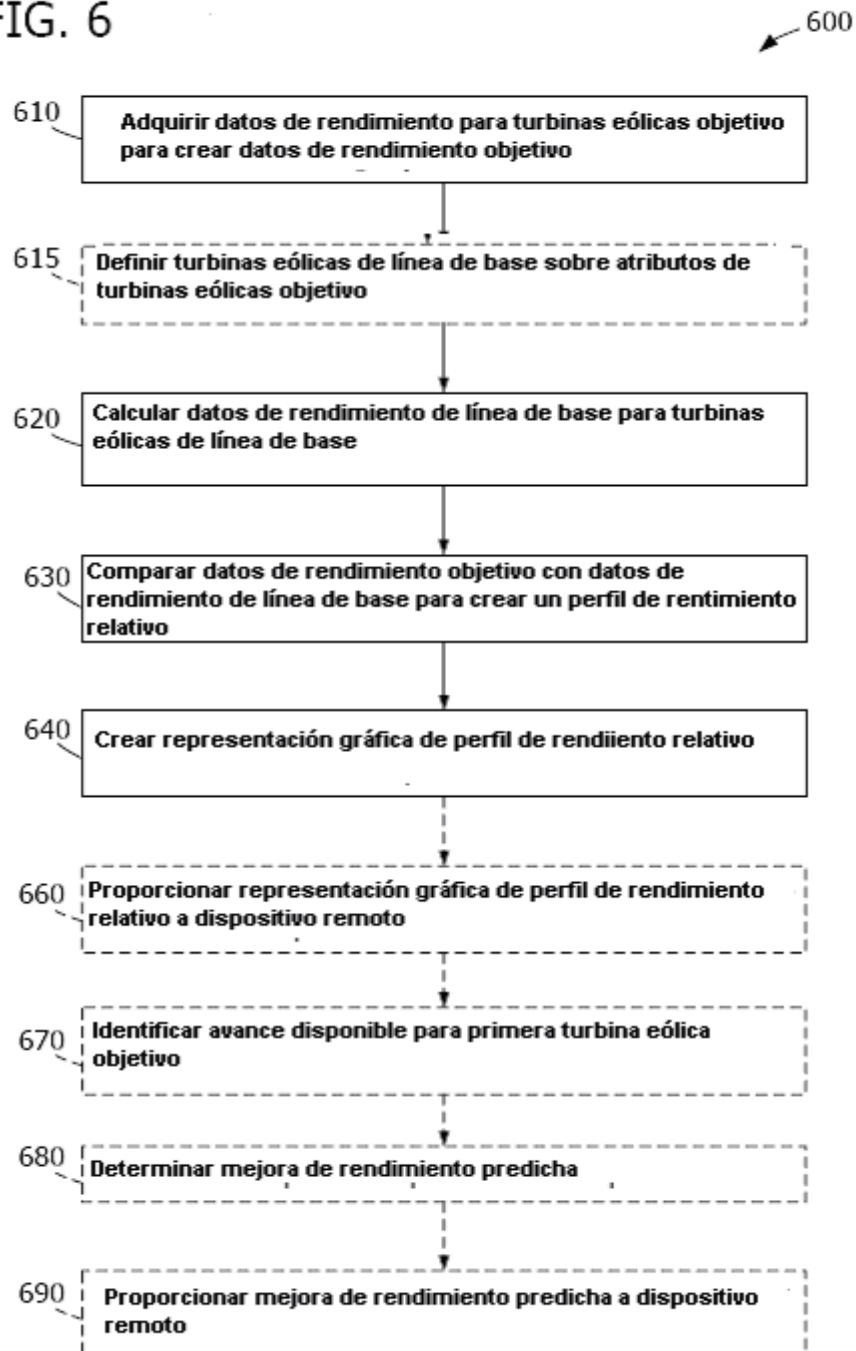 FIG. 6
600
610
Adquirir datos de rendimiento para turbinas eólicas objetivo
para crear datos de rendimiento objetivo
615
Definir turbinas eólicas de línea de base sobre atributos de
turbinas eólicas objetivo
620
Calcular datos de rendimiento de línea de base para turbinas
eólicas de línea de base
630
Comparar datos de rendimiento objetivo con datos de
rendimiento de línea de base para crear un perfil de rentimiento
relativo
640
Crear representación gráfica de perfil de rendiiento relativo
660
Proporcionar representación gráfica de perfil de rendimiento
relativo a dispositivo remoto
670
Identificar avance disponible para primera turbina eólica
objetivo
680
Determinar mejora de rendimiento predicha
690
Proporcionar mejora de rendimiento predicha a dispositivo
remoto